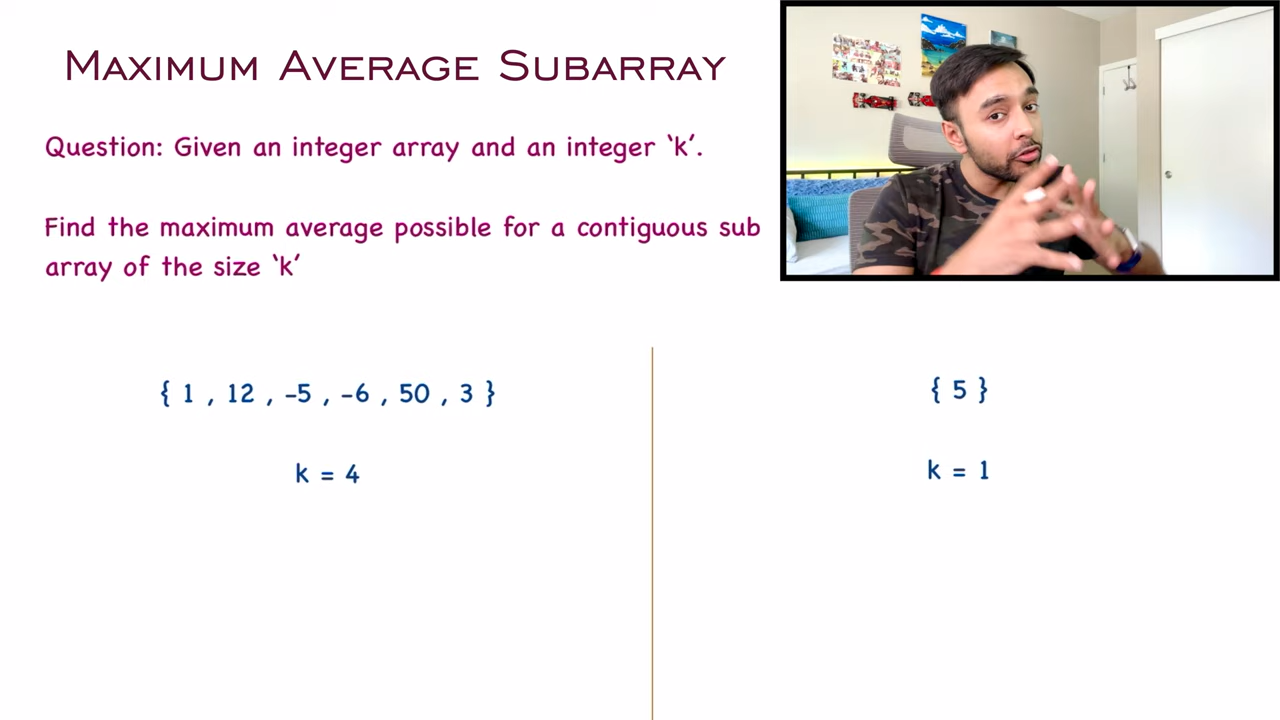 MAXIMUM AVERAGE SUBARRAY
Question: Given an integer array and an integer ‘k’.
Find the maximum average possible for a contiguous sub
array of the size ‘k’
{ 1 , 12 , -5 , -6 , 50 , 3 }
k = 4
{ 5 }
k = 1